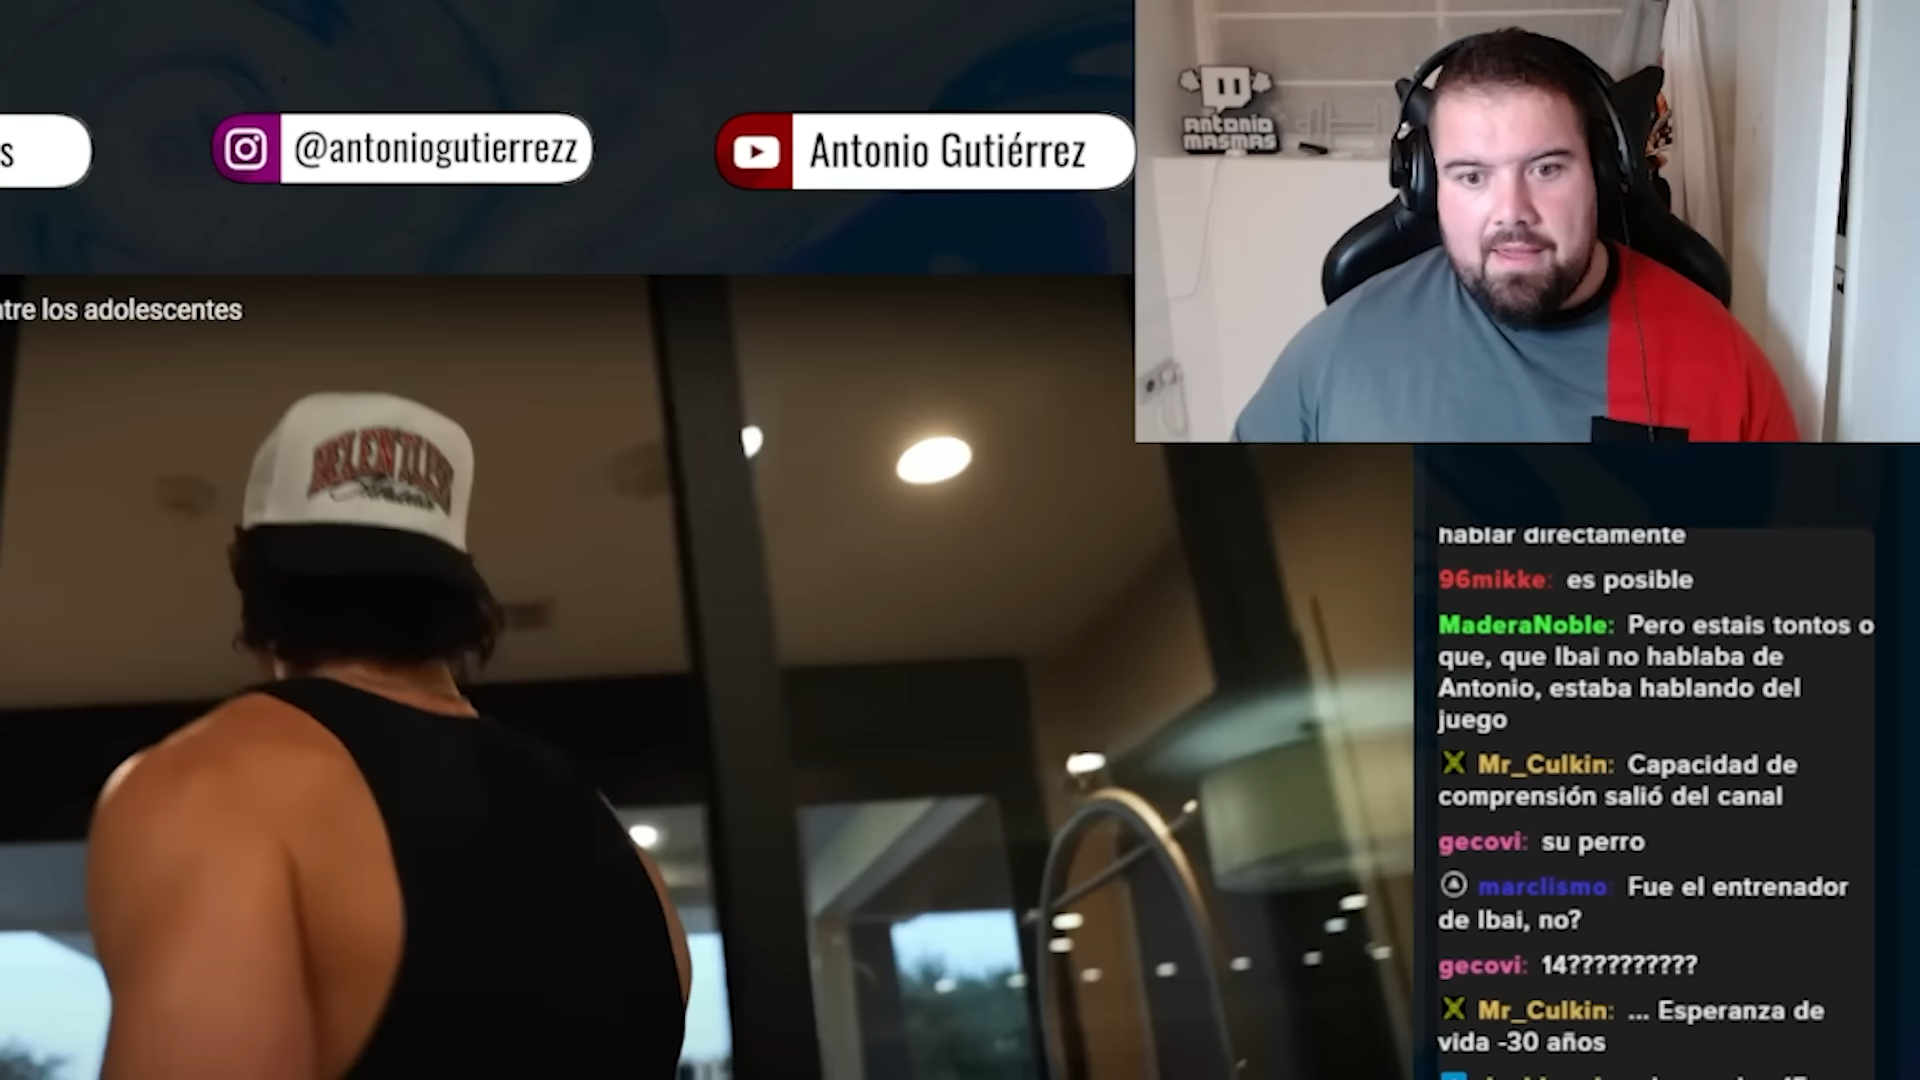 s
@antoniogutierrezz
Antonio Gutiérrez
ANTONIO
MASMAS
ntre los adolescentes
RELENTLESS
hablar directamente
96mikke: es posible
MaderaNoble: Pero estais tontos o
que, que Ibai no hablaba de
Antonio, estaba hablando del
juego
Mr_Culkin: Capacidad de
comprensión salió del canal
gecovi: su perro
marclismo: Fue el entrenador
de Ibai, no?
gecovi: 14??????????
Mr_Culkin: ... Esperanza de
vida -30 años